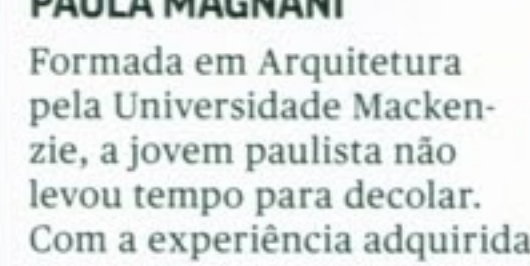 PAULA MAGNANI
Formada em Arquitetura
pela Universidade Macken-
zie, a jovem paulista não
levou tempo para decolar.
Com a experiência adquirida